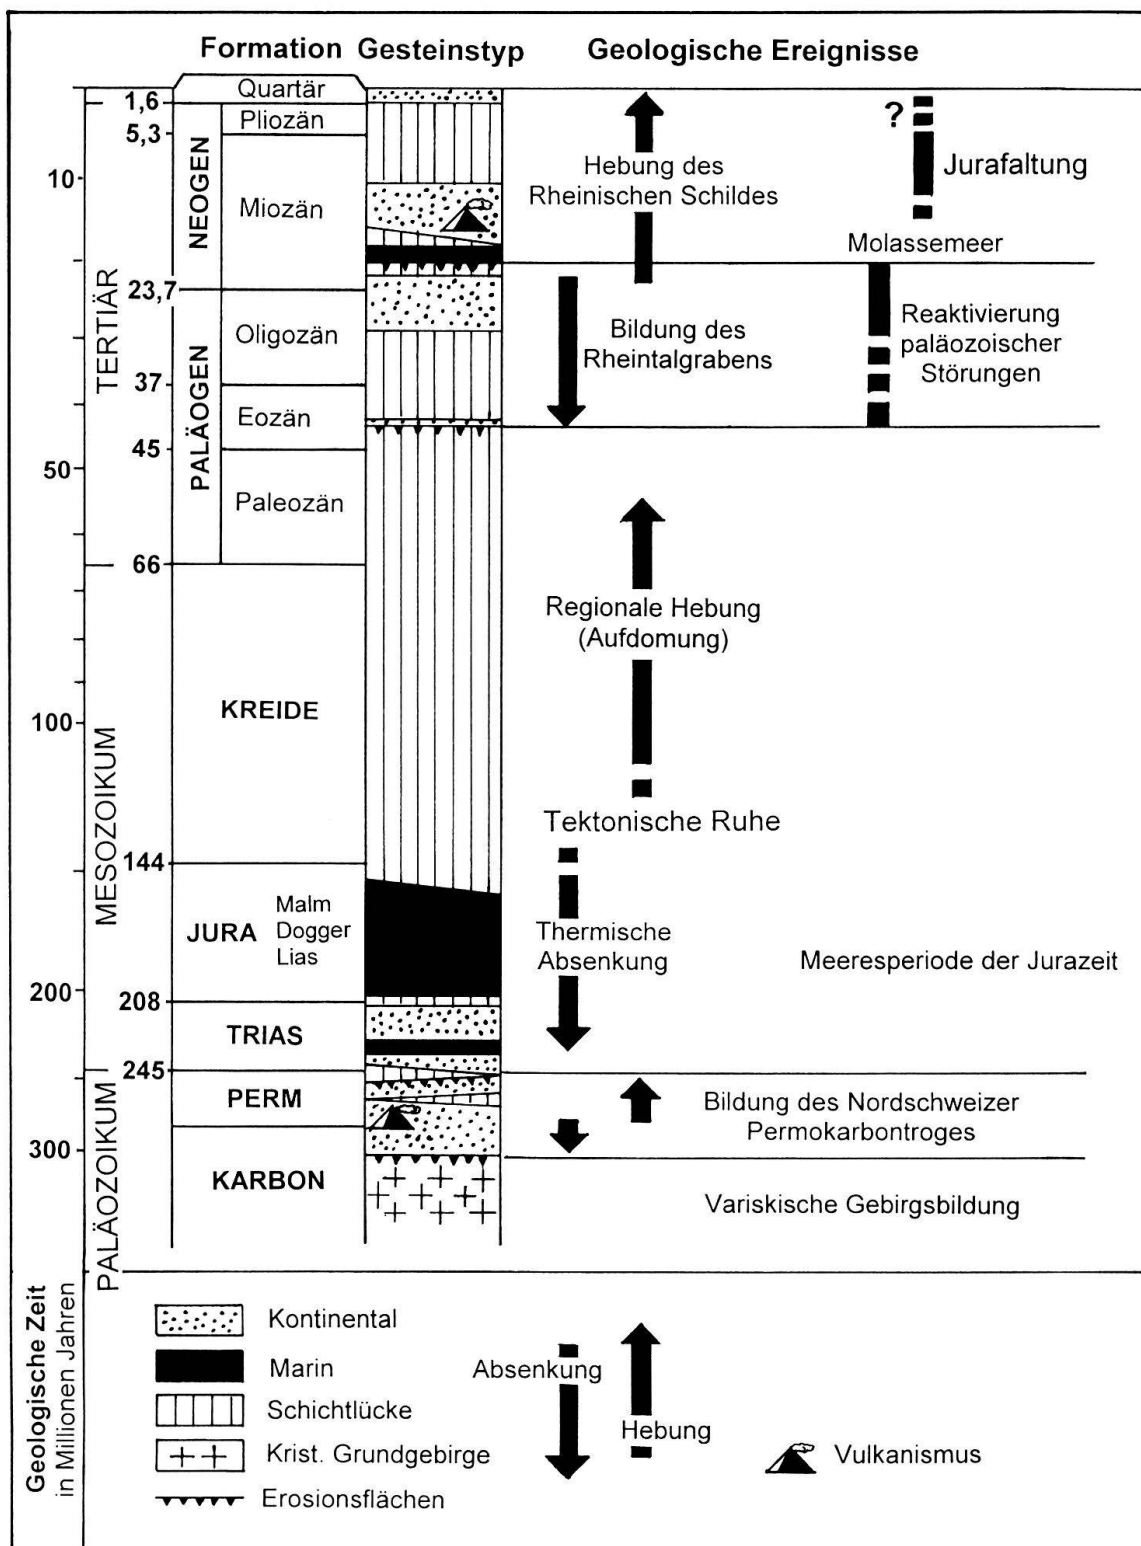 Formation Gesteinstyp Geologische Ereignisse
Quartär
1,6
Pliozän
5,3
10
NEOGEN
Miozän
Hebung des
Rheinischen Schildes
?
Jurafaltung
Molassemeer
TERTIÄR
23,7
Oligozän
Bildung des
Rheintalgrabens
Reaktivierung
paläozoischer
Störungen
37
PALÄOGEN
Eozän
45
50
Paleozän
66
Regionale Hebung
(Aufdomung)
KREIDE
100
MESOZOIKUM
Tektonische Ruhe
144
JURA
Malm
Dogger
Lias
Thermische
Absenkung
Meeresperiode der Jurazeit
200
208
TRIAS
245
PERM
Bildung des Nordschweizer
Permokarbontroges
300
KARBON
PALÄOZOIKUM
Variskische Gebirgsbildung
Geologische Zeit
in Millionen Jahren
Kontinental
Marin
Schichtlücke
Krist. Grundgebirge
Erosionsflächen
Absenkung
Hebung
Vulkanismus